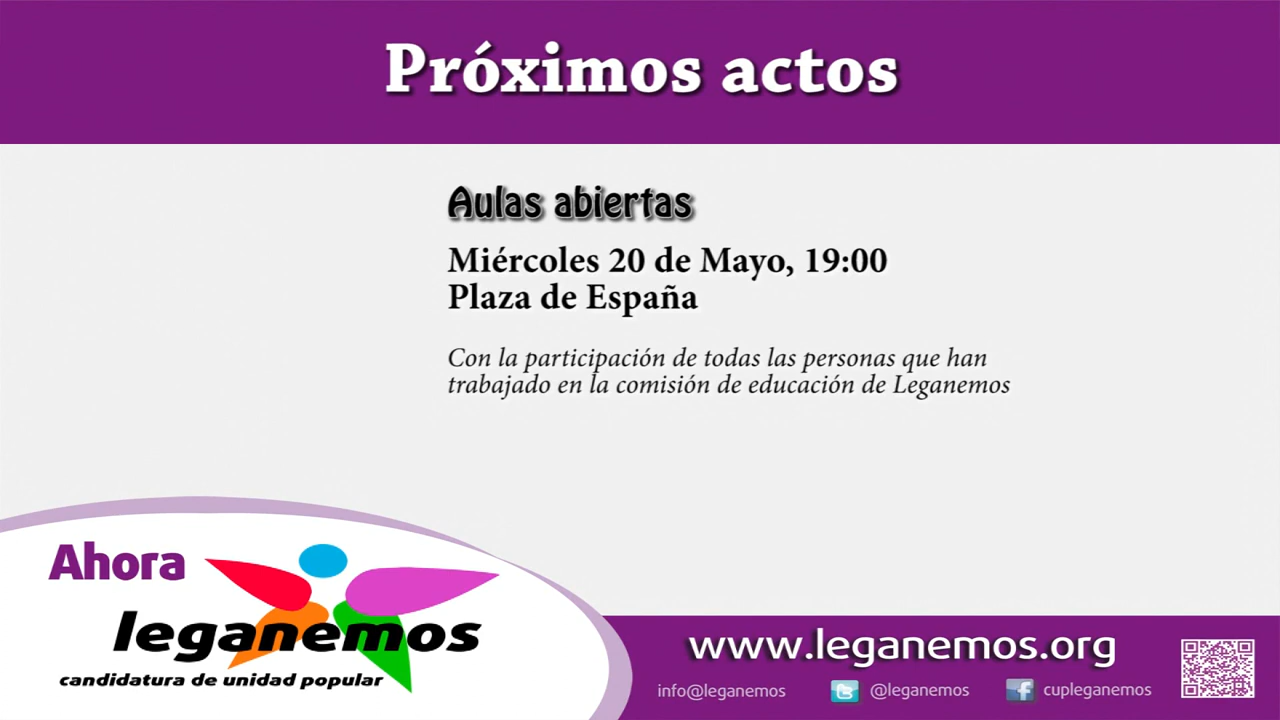 Próximos actos
Aulas abiertas
Miércoles 20 de Mayo, 19:00
Plaza de España
Con la participación de todas las personas que han
trabajado en la comisión de educación de Leganemos
Ahora
leganemos
candidatura de unidad popular
www.leganemos.org
info@leganemos
@leganemos
cupleganemos